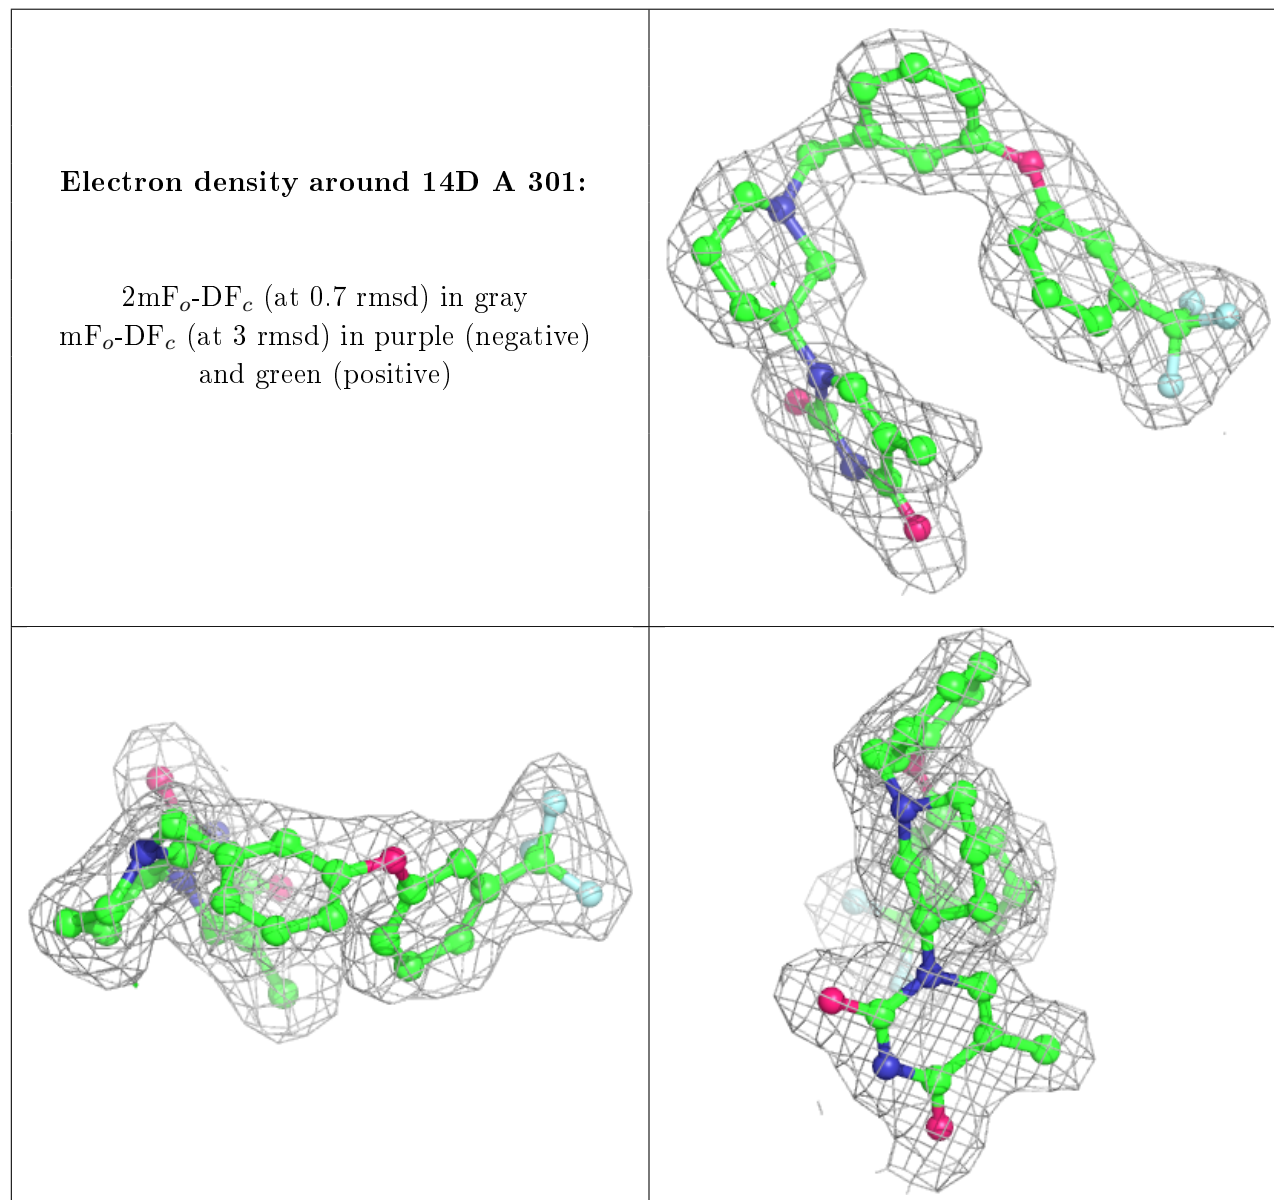 Electron density around 14D A 301:
2mFo-DFc (at 0.7 rmsd) in gray
mFo-DFc (at 3 rmsd) in purple (negative)
and green (positive)